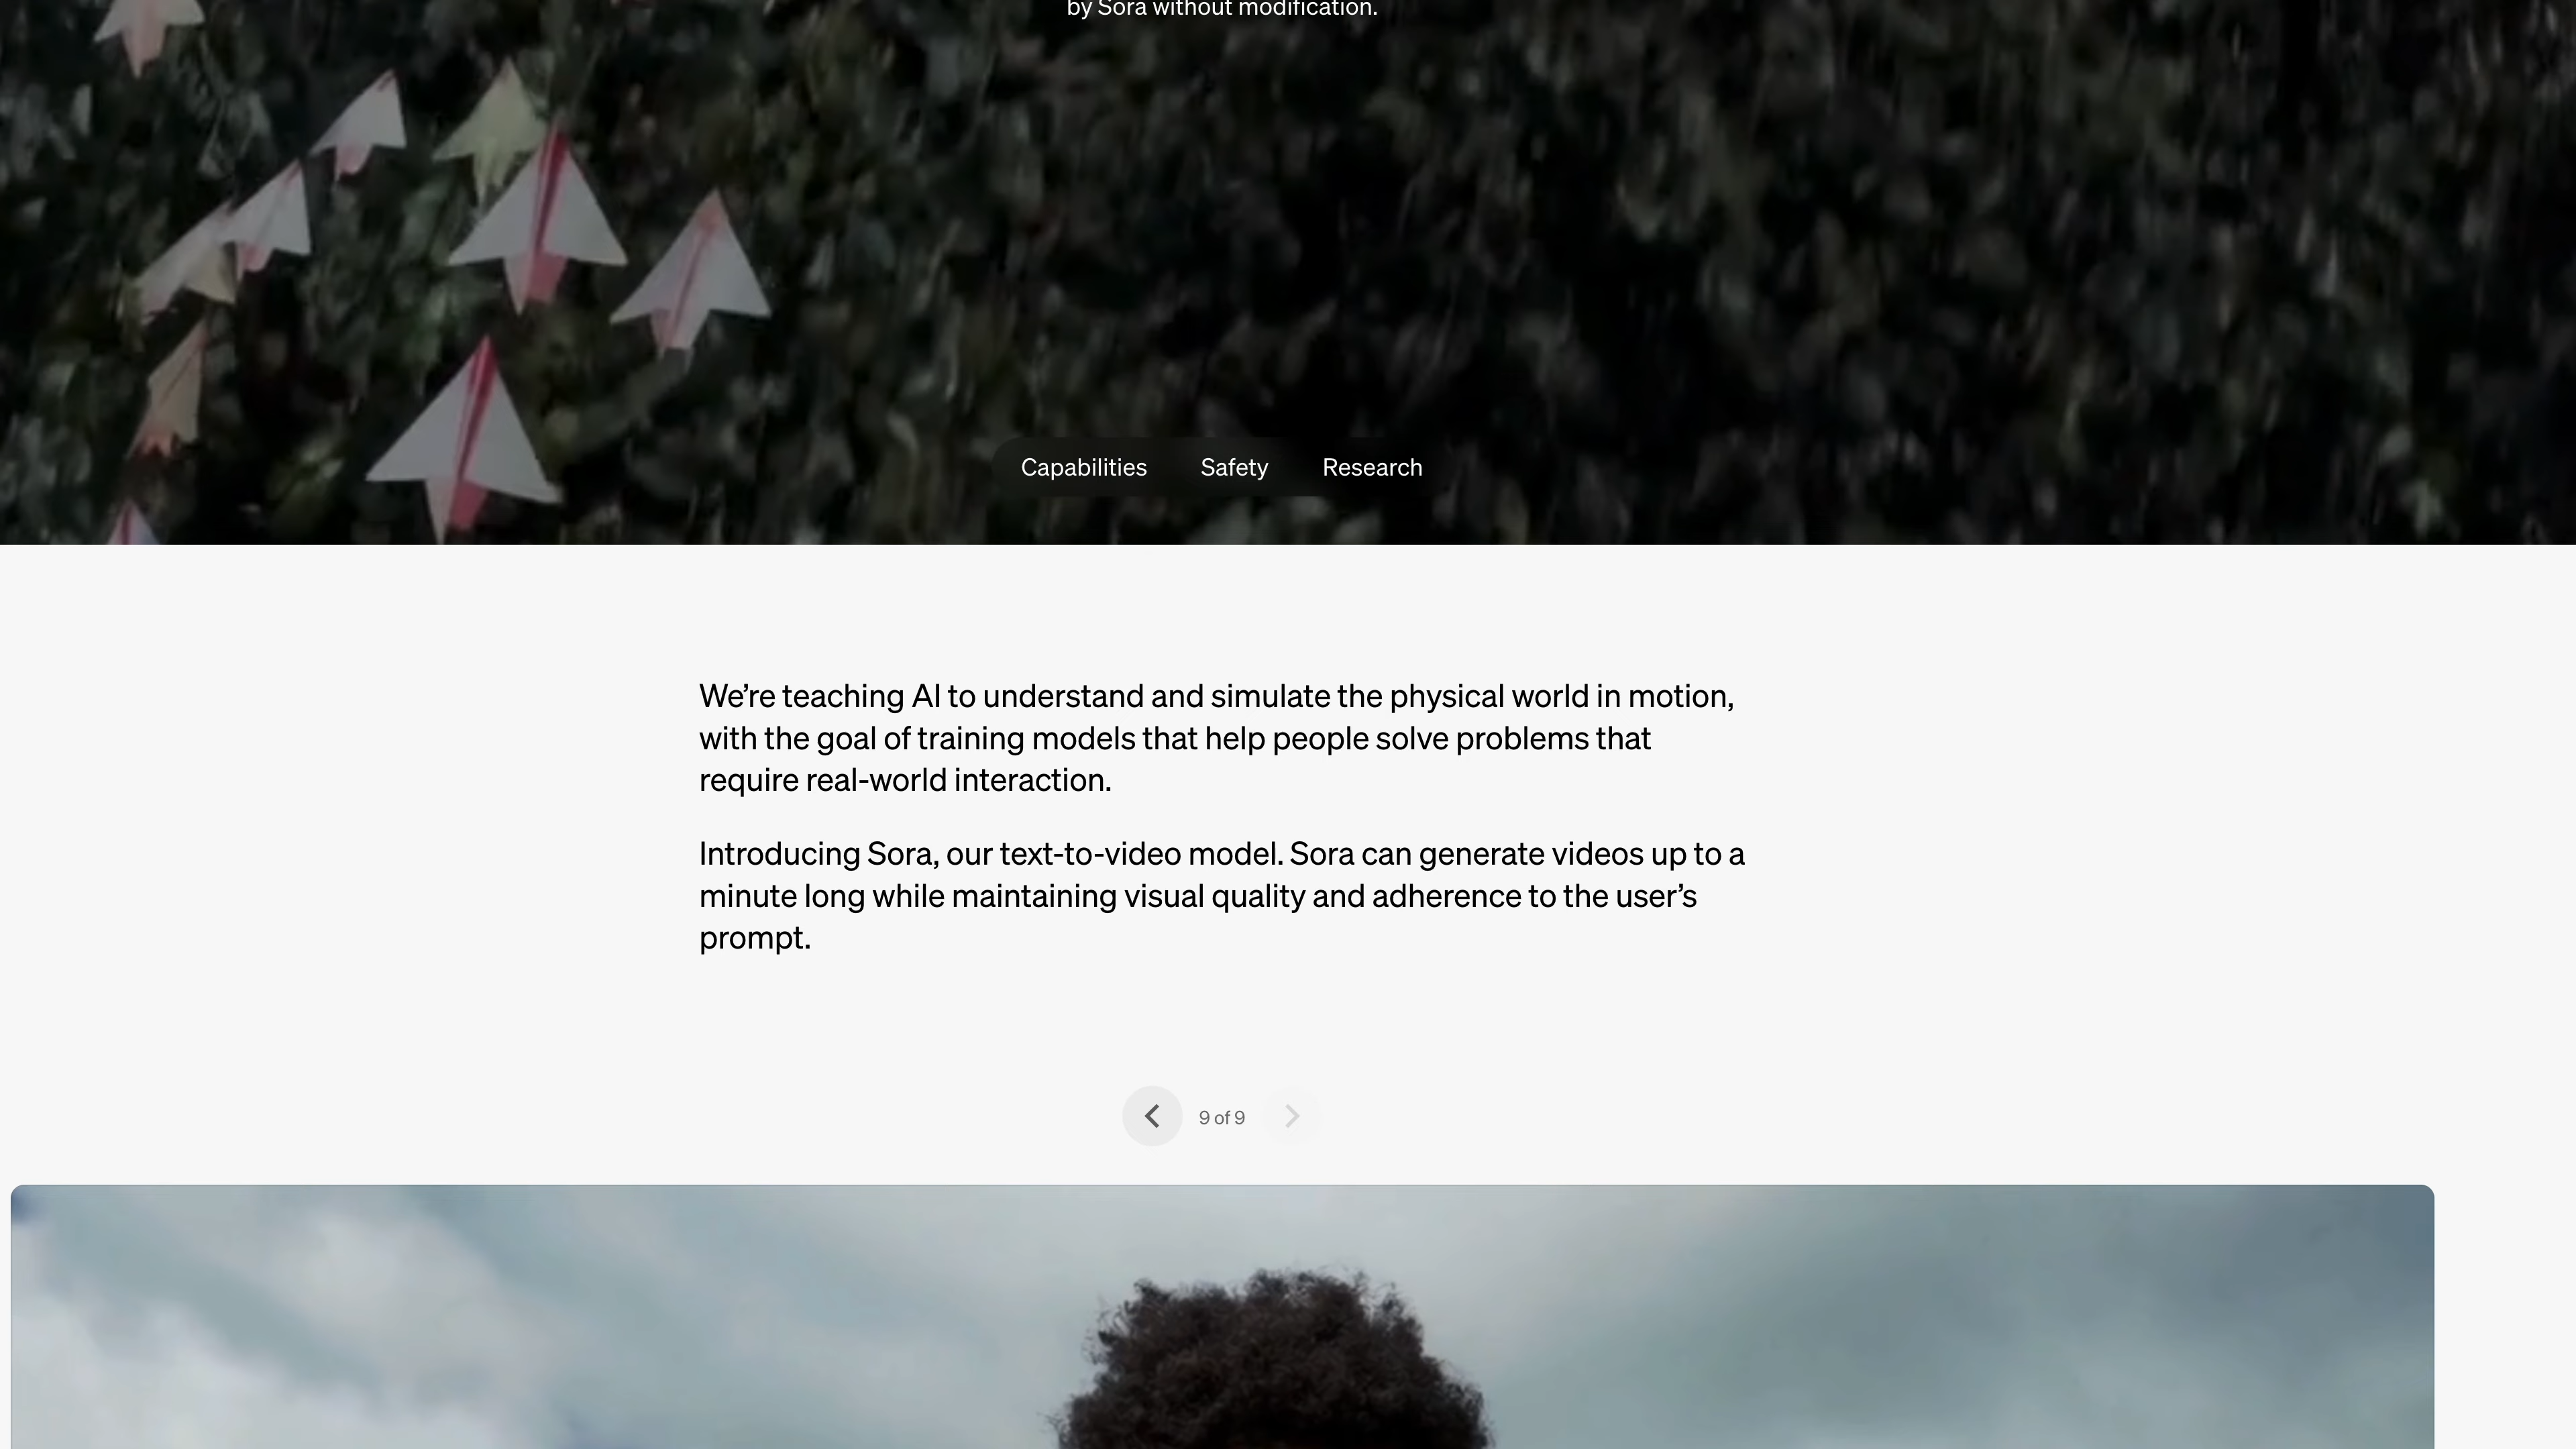 by Sora without modification.
Capabilities Safety Research
We’re teaching AI to understand and simulate the physical world in motion,
with the goal of training models that help people solve problems that
require real-world interaction.
Introducing Sora, our text-to-video model. Sora can generate videos up to a
minute long while maintaining visual quality and adherence to the user’s
prompt.
9 of 9